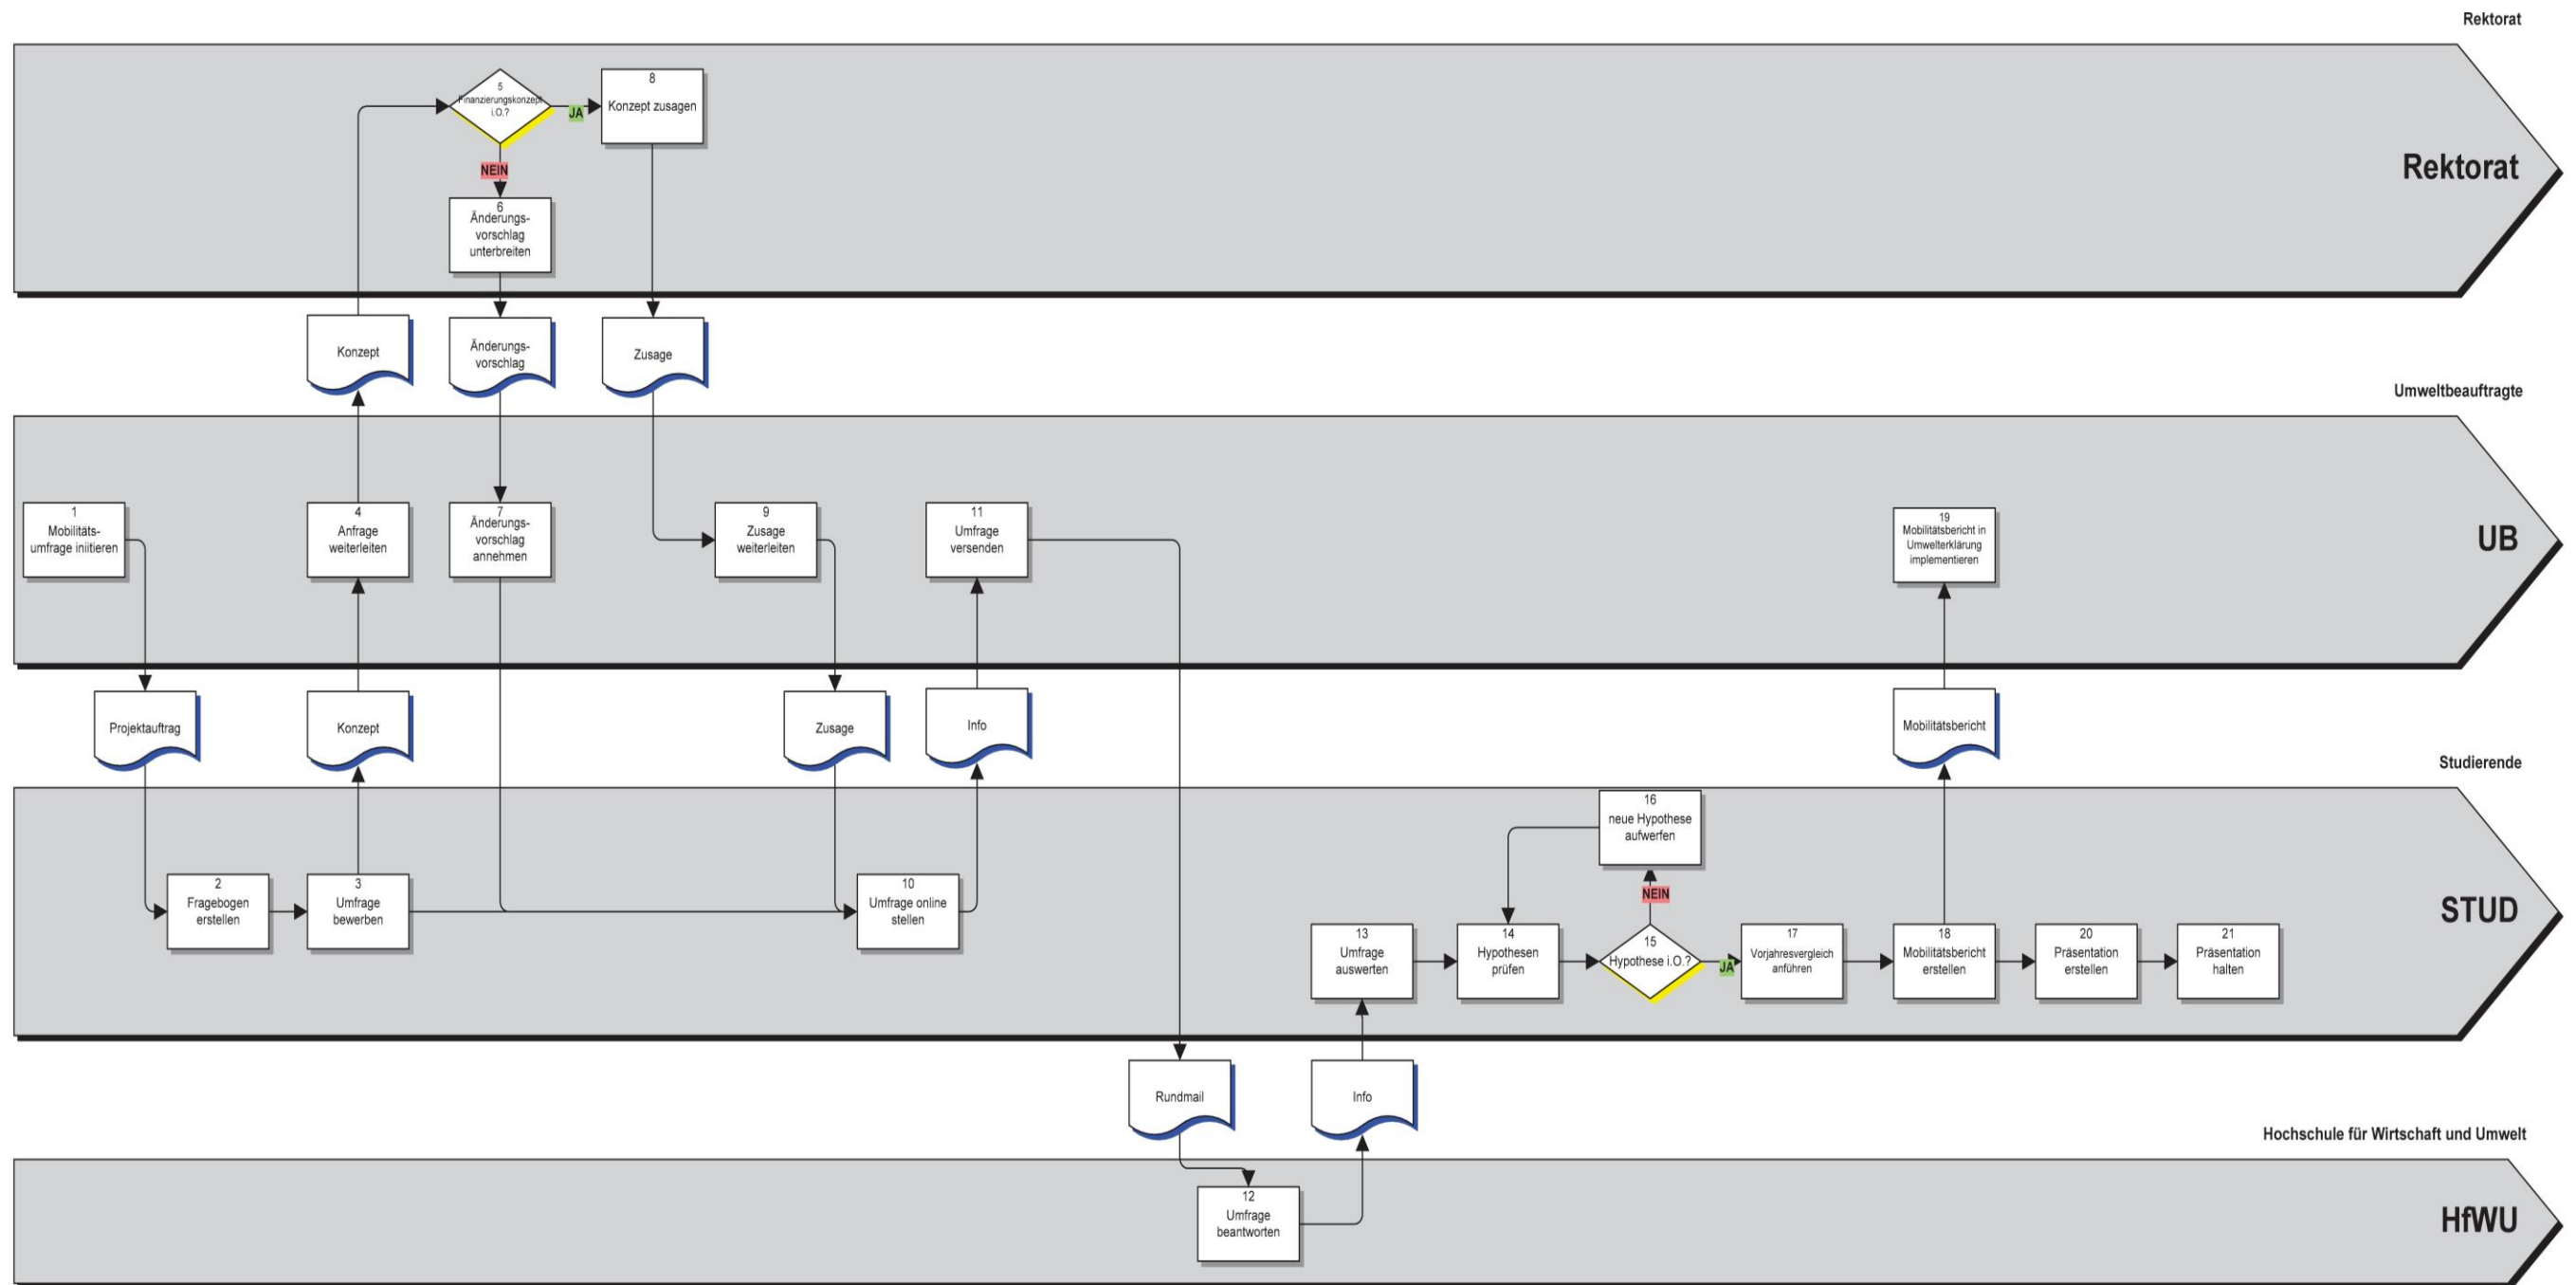 Rektorat
5
Finanzierungskonzept
i.O.?
JA
8
Konzept zusagen
NEIN
6
Änderungs-
vorschlag
unterbreiten
Rektorat
Konzept
Änderungs-
vorschlag
Zusage
Umweltbeauftragte
1
Mobilitäts-
umfrage iniitieren
4
Anfrage
weiterleiten
7
Änderungs-
vorschlag
annehmen
9
Zusage
weiterleiten
11
Umfrage
versenden
19
Mobilitätsbericht in
Umwelterklärung
implementieren
UB
Projektauftrag
Konzept
Zusage
Info
Mobilitätsbericht
Studierende
2
Fragebogen
erstellen
3
Umfrage
bewerben
10
Umfrage online
stellen
16
neue Hypothese
aufwerfen
NEIN
13
Umfrage
auswerten
14
Hypothesen
prüfen
15
Hypothese i.O.?
JA
17
Vorjahresvergleich
anführen
18
Mobilitätsbericht
erstellen
20
Präsentation
erstellen
21
Präsentation
halten
STUD
Rundmail
Info
Hochschule für Wirtschaft und Umwelt
12
Umfrage
beantworten
HfWU